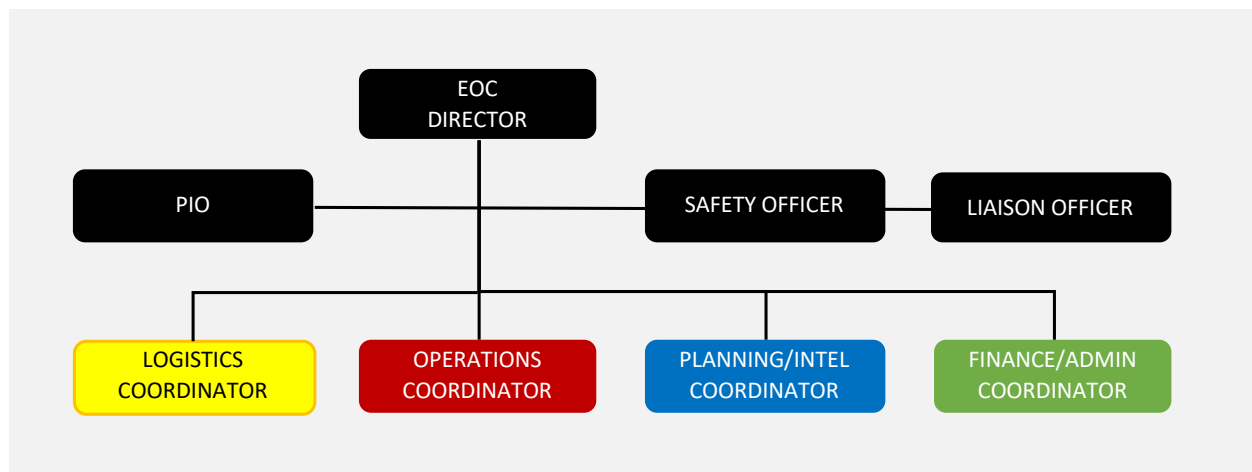 EOC
DIRECTOR
PIO
SAFETY OFFICER
LIAISON OFFICER
LOGISTICS
COORDINATOR
OPERATIONS
COORDINATOR
PLANNING/INTEL
COORDINATOR
FINANCE/ADMIN
COORDINATOR